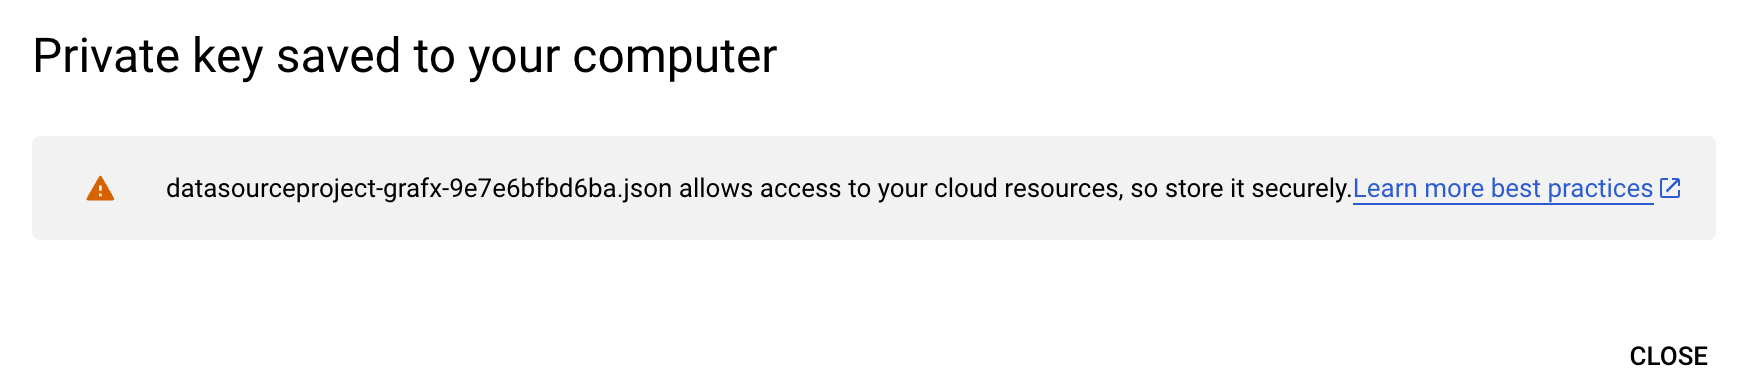 Private key saved to your computer
datasourceproject-grafx-9e7e6bfbd6ba.json allows access to your cloud resources, so store it securely.Learn more best practices
CLOSE